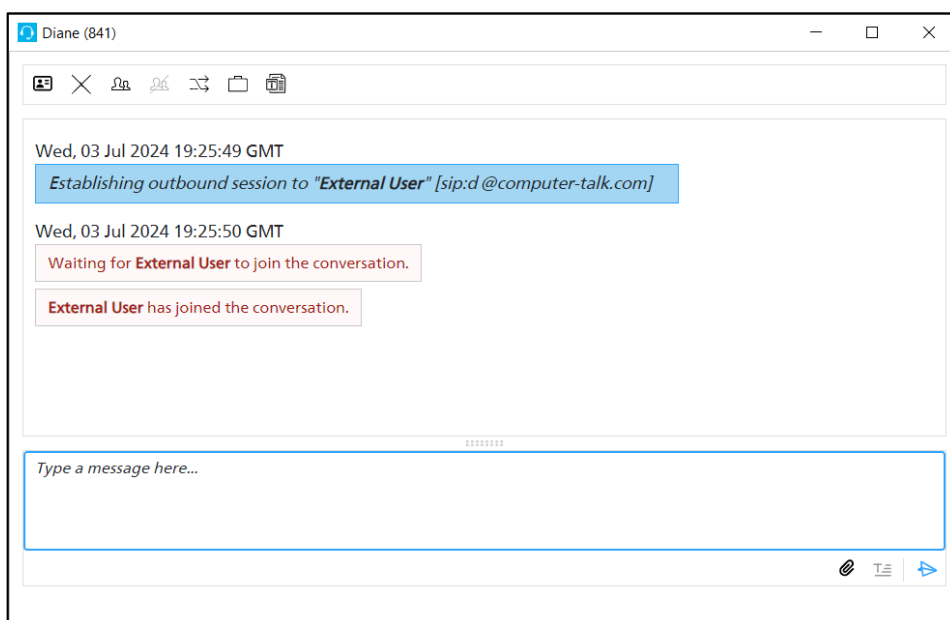 Diane (841)
Wed, 03 Jul 2024 19:25:49 GMT
Establishing outbound session to "External User" [sip:d @computer-talk.com]
Wed, 03 Jul 2024 19:25:50 GMT
Waiting for External User to join the conversation.
External User has joined the conversation.
Type a message here...